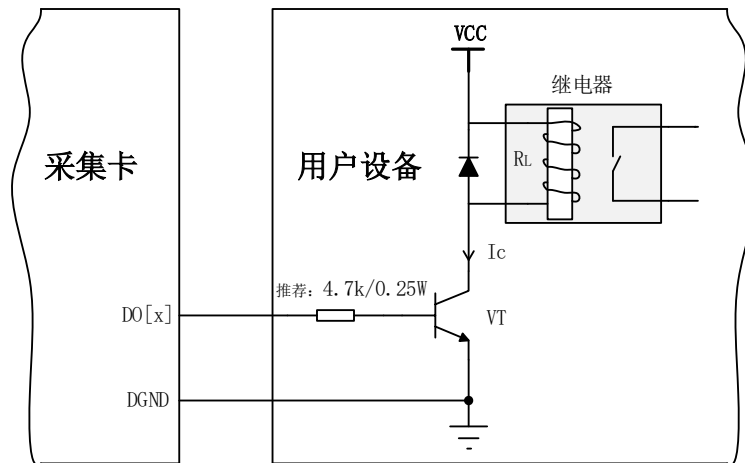 VCC
继电器
采集卡
用户设备
RL
Ic
推荐: 4.7k/0.25W
DO[x]
VT
DGND